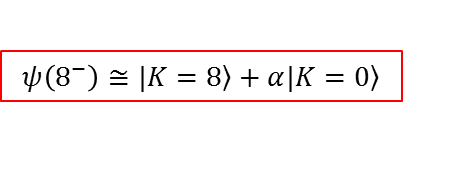 ψ(8⁻) ≅ |K = 8⟩ + α|K = 0⟩